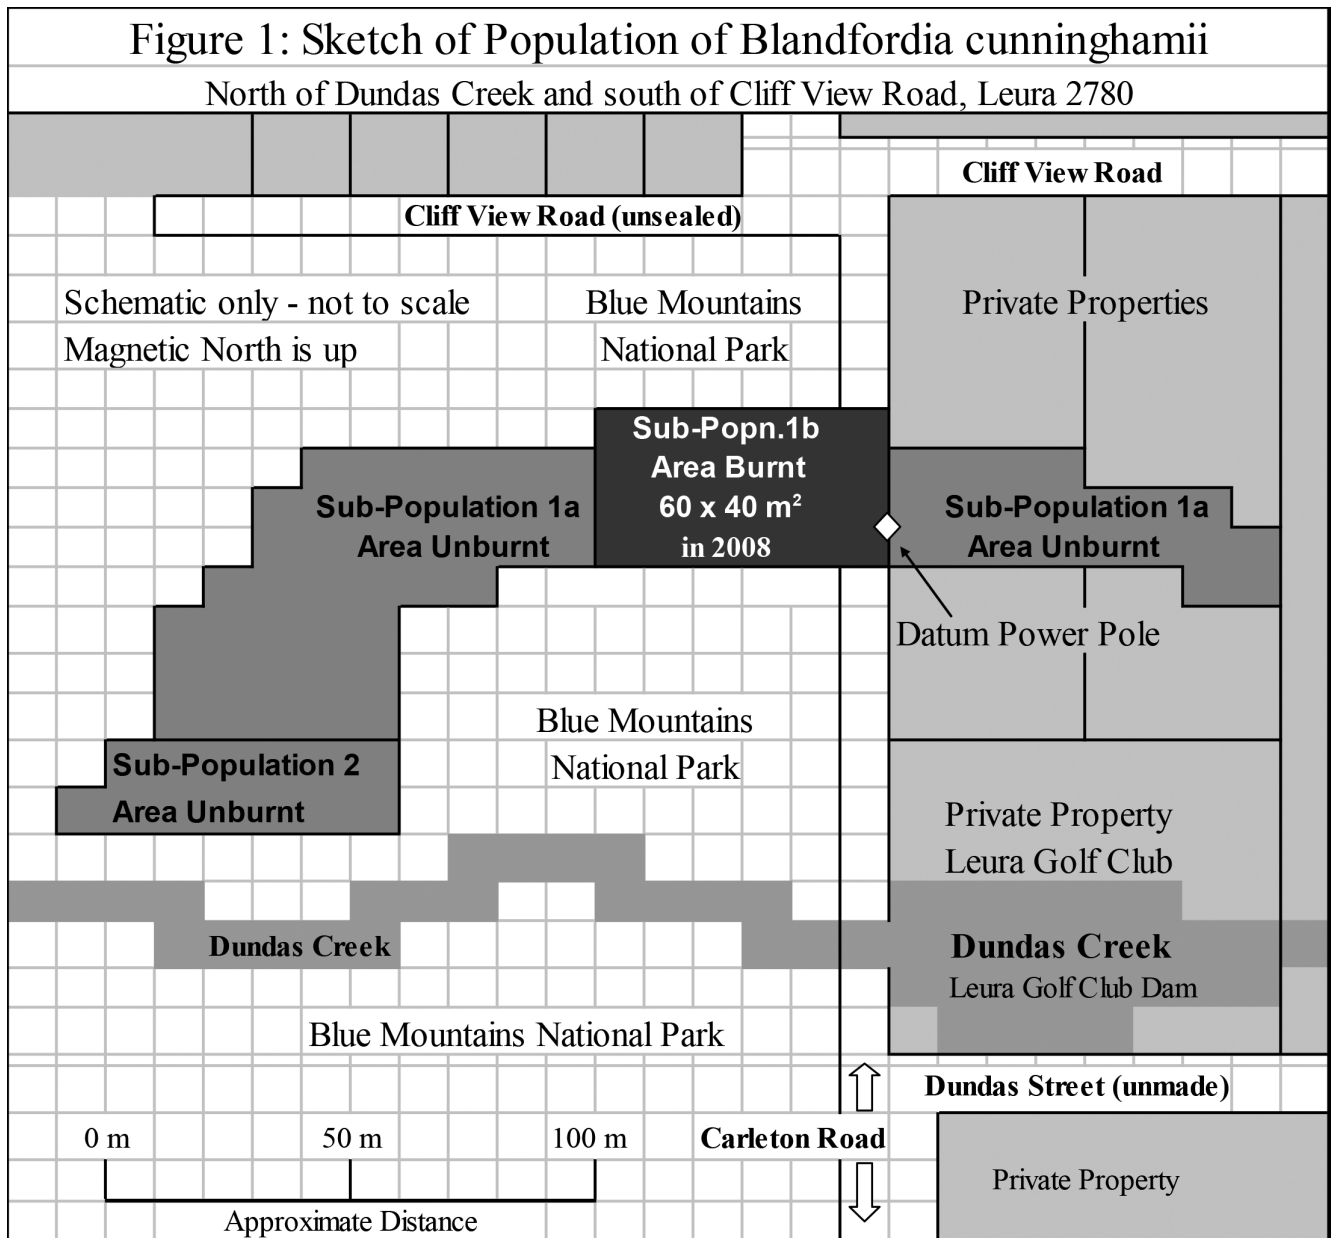 Figure 1: Sketch of Population of Blandfordia cunninghamii
North of Dundas Creek and south of Cliff View Road, Leura 2780
Cliff View Road
Cliff View Road (unsealed)
Schematic only - not to scale
Magnetic North is up
Blue Mountains
National Park
Private Properties
Sub-Popn.1b
Area Burnt
60 x 40 m²
in 2008
Sub-Population 1a
Area Unburnt
Sub-Population 1a
Area Unburnt
Datum Power Pole
Blue Mountains
National Park
Sub-Population 2
Area Unburnt
Private Property
Leura Golf Club
Dundas Creek
Dundas Creek
Leura Golf Club Dam
Blue Mountains National Park
Dundas Street (unmade)
0 m
50 m
100 m
Carleton Road
Private Property
Approximate Distance